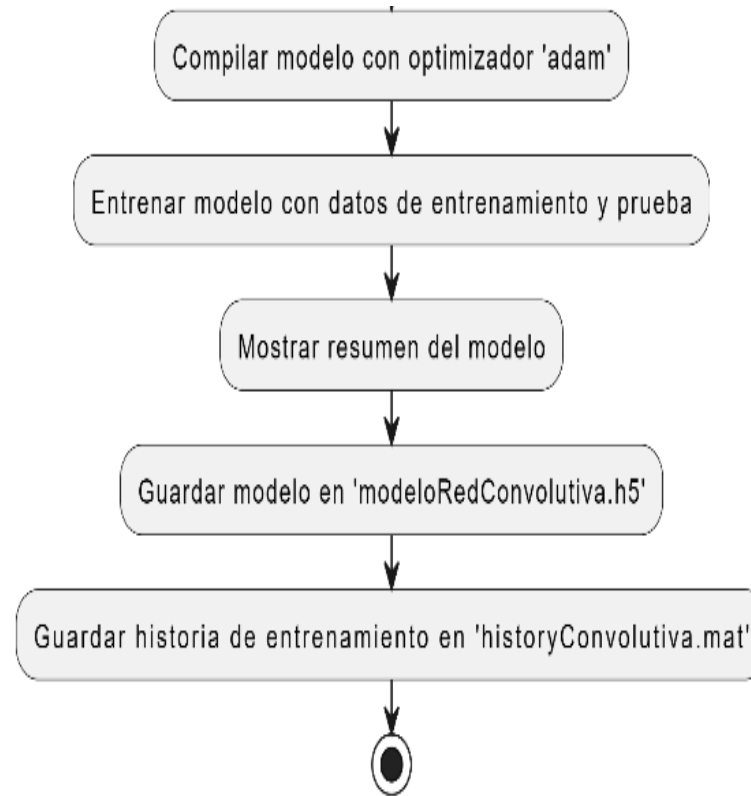 Compilar modelo con optimizador 'adam'
Entrenar modelo con datos de entrenamiento y prueba
Mostrar resumen del modelo
Guardar modelo en 'modeloRedConvolutiva.h5'
Guardar historia de entrenamiento en 'historyConvolutiva.mat'